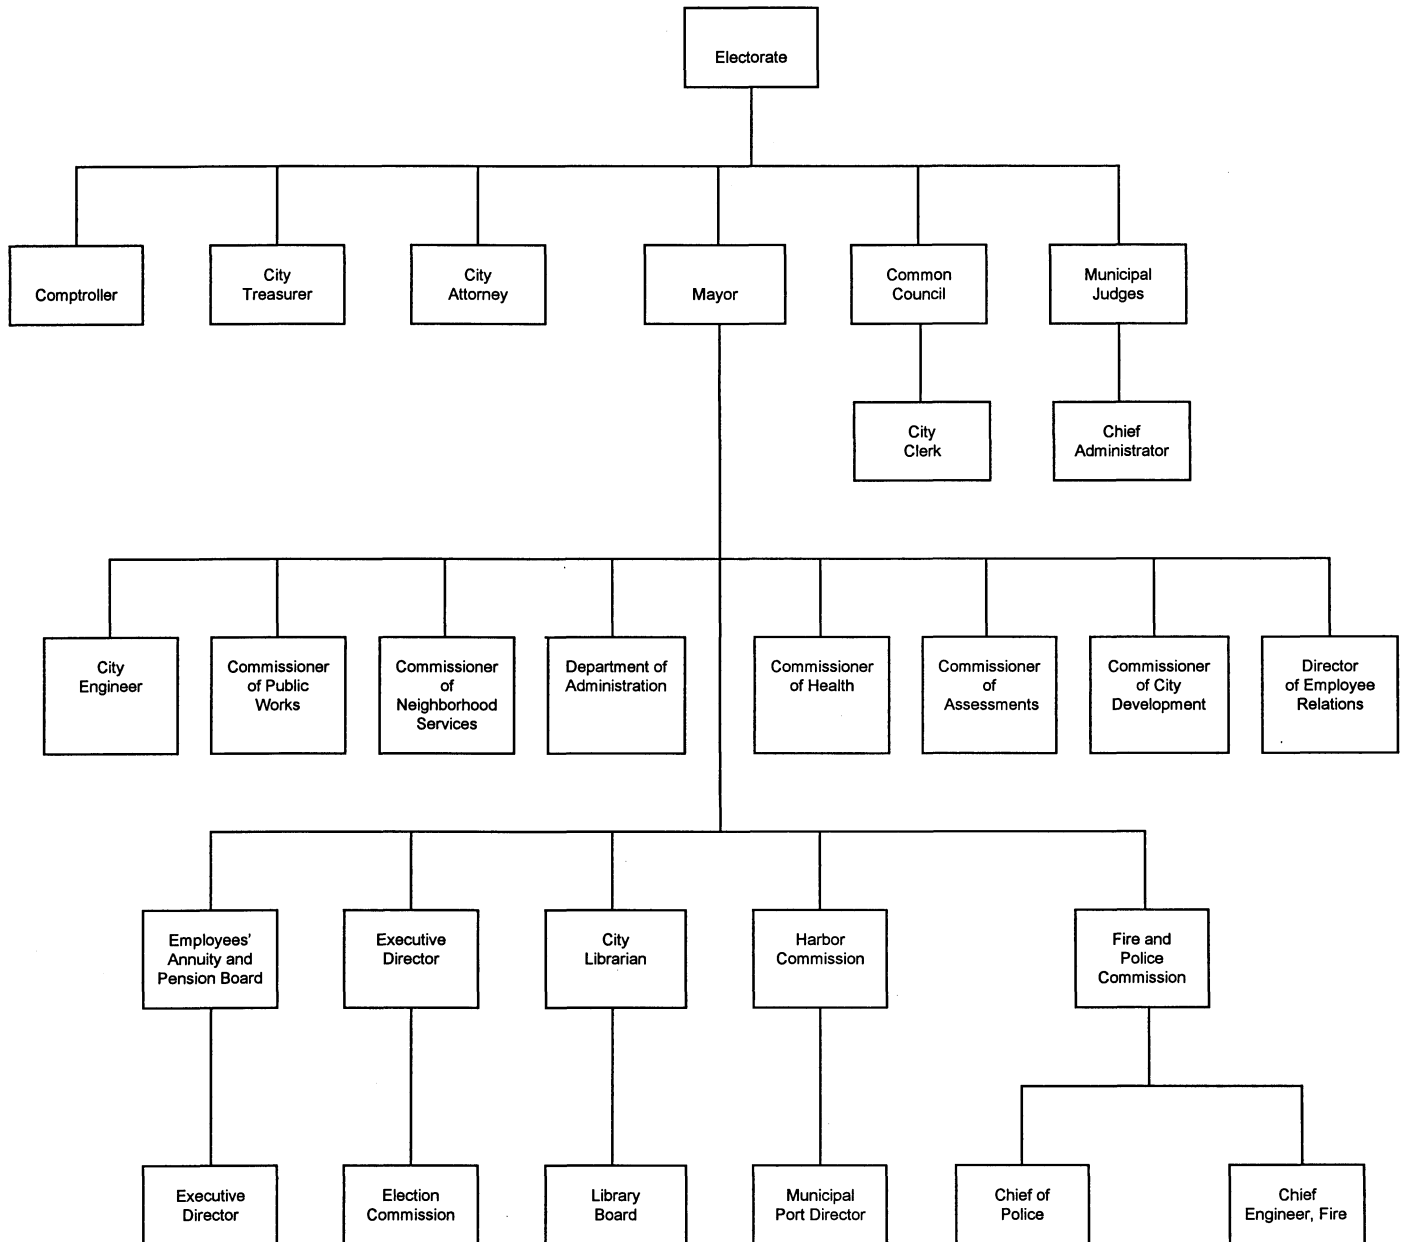 Electorate
Comptroller
City
Treasurer
City
Attorney
Mayor
Common
Council
Municipal
Judges
City
Clerk
Chief
Administrator
City
Engineer
Commissioner
of Public
Works
Commissioner
of
Neighborhood
Services
Department of
Administration
Commissioner
of Health
Commissioner
of
Assessments
Commissioner
of City
Development
Director
of Employee
Relations
Employees'
Annuity and
Pension Board
Executive
Director
City
Librarian
Harbor
Commission
Fire and
Police
Commission
Executive
Director
Election
Commission
Library
Board
Municipal
Port Director
Chief of
Police
Chief
Engineer, Fire